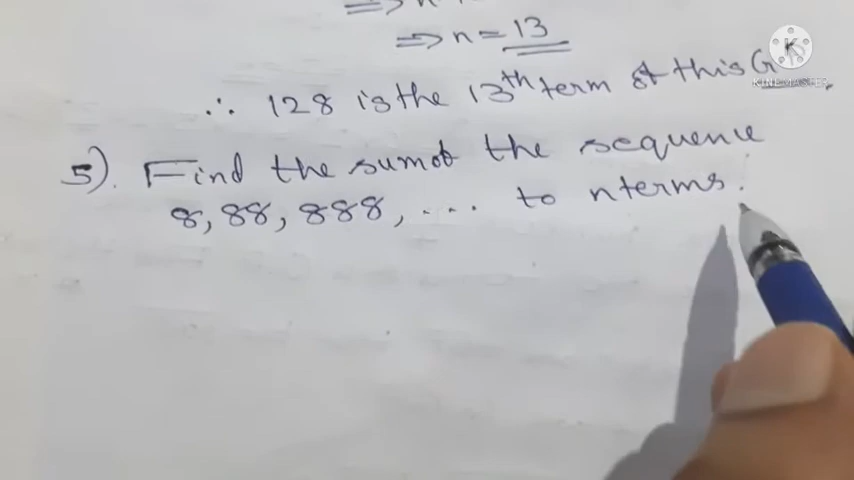 ⇒ n
⇒ n = 13
∴ 128 is the 13th term of this G
KINEMASTER
5). Find the sum of the sequence
8, 88, 888, .... to n terms.